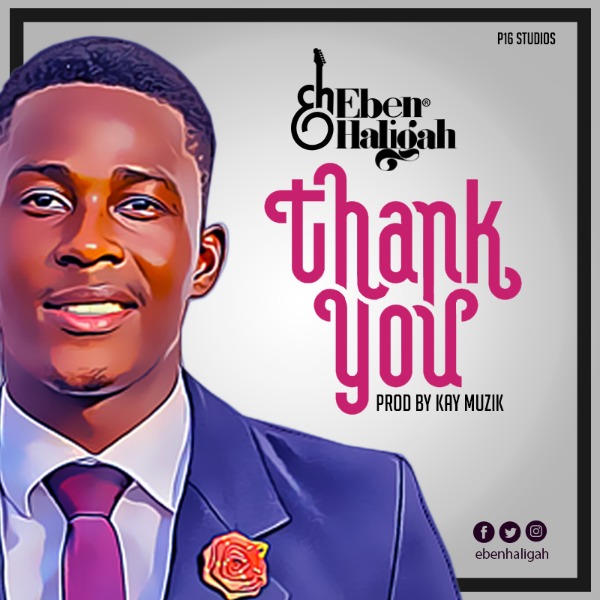 P16 STUDIOS
Eben®
Haligah
thank
you
PROD BY KAY MUZIK
ebenhaligah